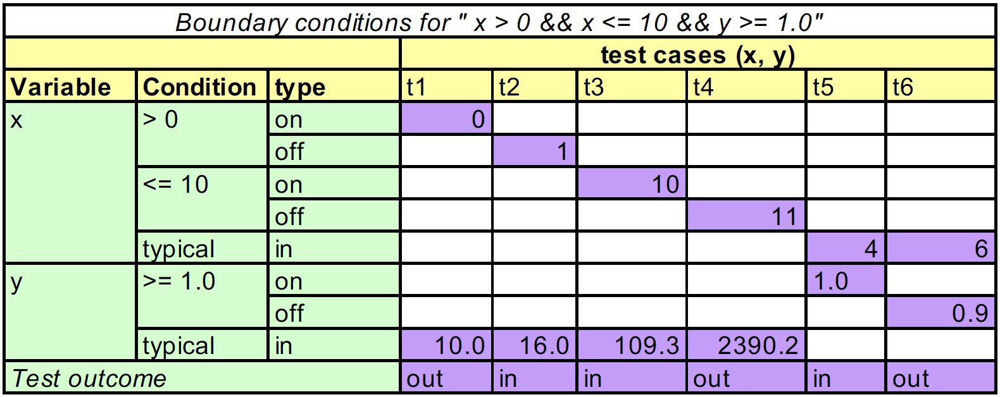 Boundary conditions for " x > 0 && x <= 10 && y >= 1.0"
test cases (x, y)
Variable Condition type t1 t2 t3 t4 t5 t6
x > 0 on 0
off 1
<= 10 on 10
off 11
typical in 4 6
y >= 1.0 on 1.0
off 0.9
typical in 10.0 16.0 109.3 2390.2
Test outcome out in in out in out